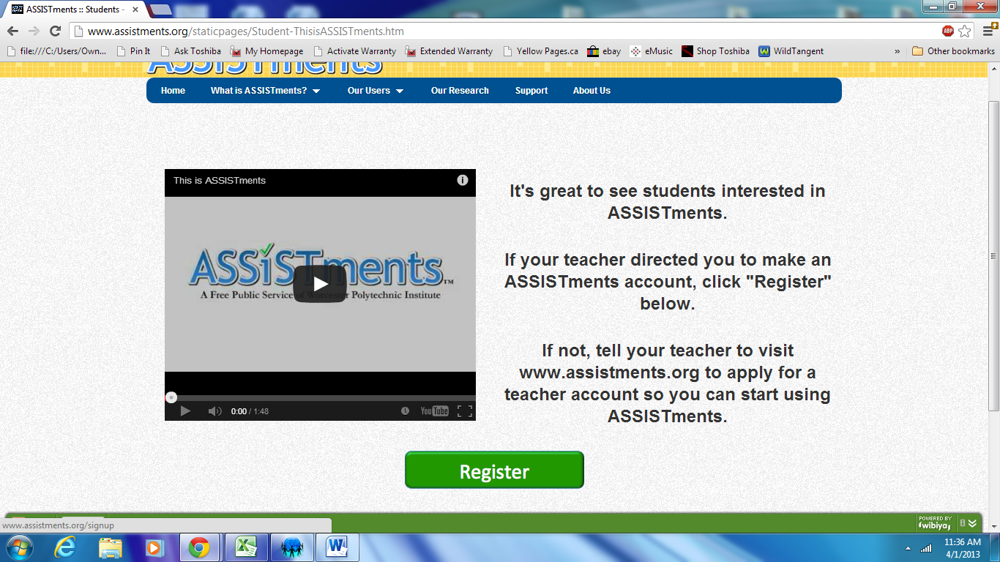 ASSISTments :: Students -
www.assistments.org/staticpages/Student-ThisisASSISTments.htm
ABP
file:///C:/Users/Own... Pin It Ask Toshiba My Homepage Activate Warranty Extended Warranty Yellow Pages.ca ebay eMusic Shop Toshiba WildTangent » Other bookmarks
ASSISTments
Home What is ASSISTments? Our Users Our Research Support About Us
This is ASSISTments
ASSISTments™
A Free Public Service of Worcester Polytechnic Institute
0:00 / 1:48 YouTube
It's great to see students interested in
ASSISTments.
If your teacher directed you to make an
ASSISTments account, click "Register"
below.
If not, tell your teacher to visit
www.assistments.org to apply for a
teacher account so you can start using
ASSISTments.
Register
www.assistments.org/signup
POWERED BY
wibiya
11:36 AM
4/1/2013